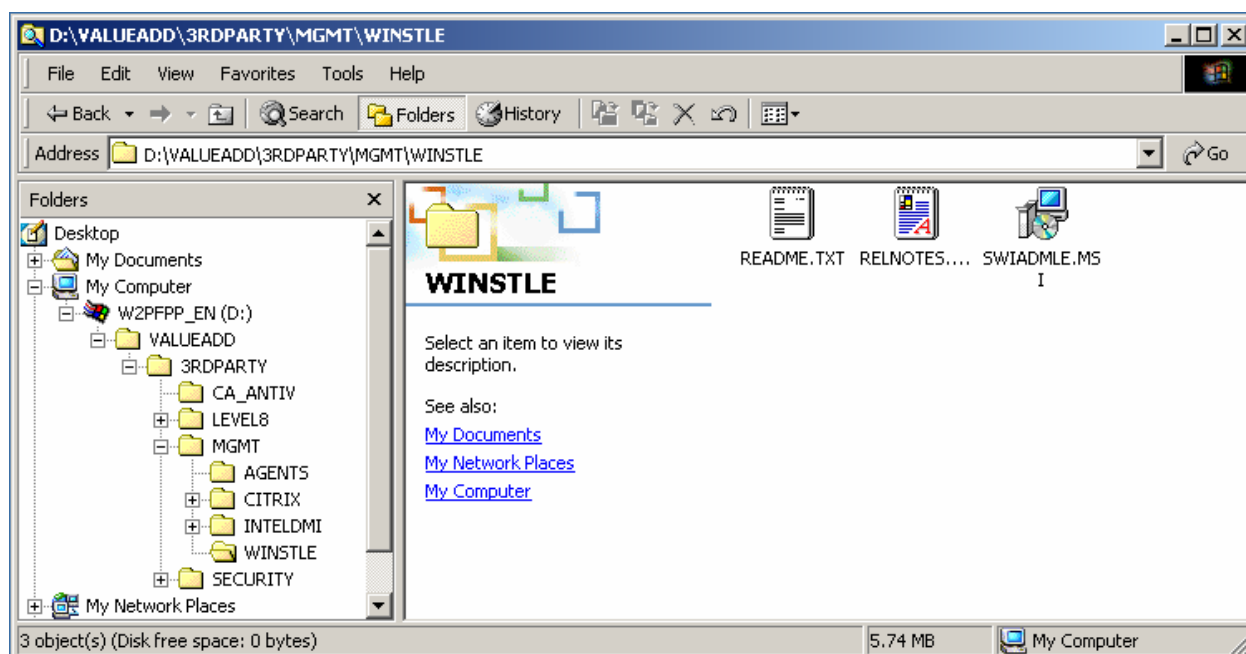 D:\VALUEADD\3RDPARTY\MGMT\WINSTLE
File Edit View Favorites Tools Help
Back Search Folders History
Address D:\VALUEADD\3RDPARTY\MGMT\WINSTLE Go
Folders
Desktop
My Documents
My Computer
W2PFPP_EN (D:)
VALUEADD
3RDPARTY
CA_ANTIV
LEVEL8
MGMT
AGENTS
CITRIX
INTELDMI
WINSTLE
SECURITY
My Network Places
WINSTLE
Select an item to view its
description.
See also:
My Documents
My Network Places
My Computer
README.TXT RELNOTES.... SWIADMLE.MS
I
3 object(s) (Disk free space: 0 bytes) 5.74 MB My Computer